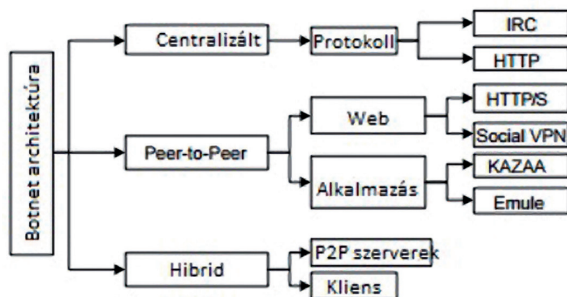 Botnet architektúra
Centralizált
Protokoll
IRC
HTTP
Peer-to-Peer
Web
HTTP/S
Social VPN
Alkalmazás
KAZAA
Emule
Hibrid
P2P szerverek
Kliens